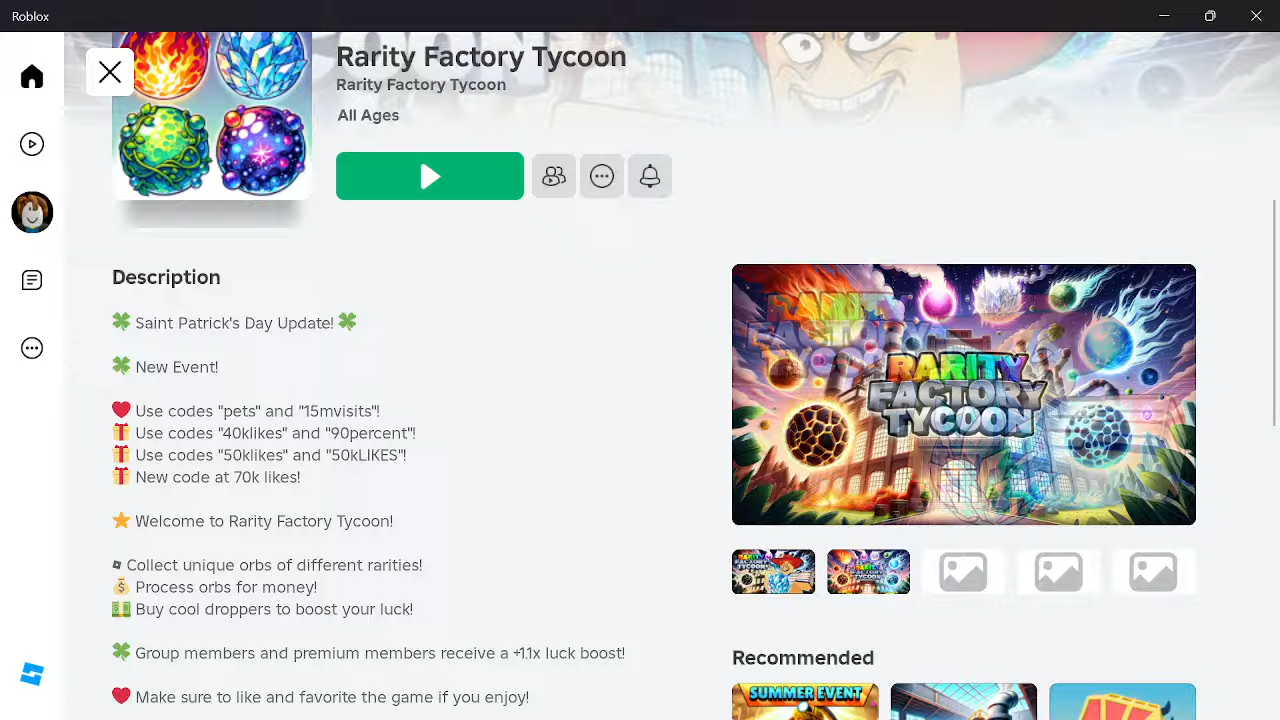 Roblox
Rarity Factory Tycoon
Rarity Factory Tycoon
All Ages
Description
🍀 Saint Patrick's Day Update! 🍀
🍀 New Event!
❤️ Use codes "pets" and "15mvisits"!
🎁 Use codes "40klikes" and "90percent"!
🎁 Use codes "50klikes" and "50kLIKES"!
🎁 New code at 70k likes!
⭐ Welcome to Rarity Factory Tycoon!
Collect unique orbs of different rarities!
💰 Process orbs for money!
💵 Buy cool droppers to boost your luck!
🍀 Group members and premium members receive a +1.1x luck boost!
❤️ Make sure to like and favorite the game if you enjoy!
RARITY
FACTORY
TYCOON
RARITY
FACTORY
TYCOON
Recommended
SUMMER EVENT